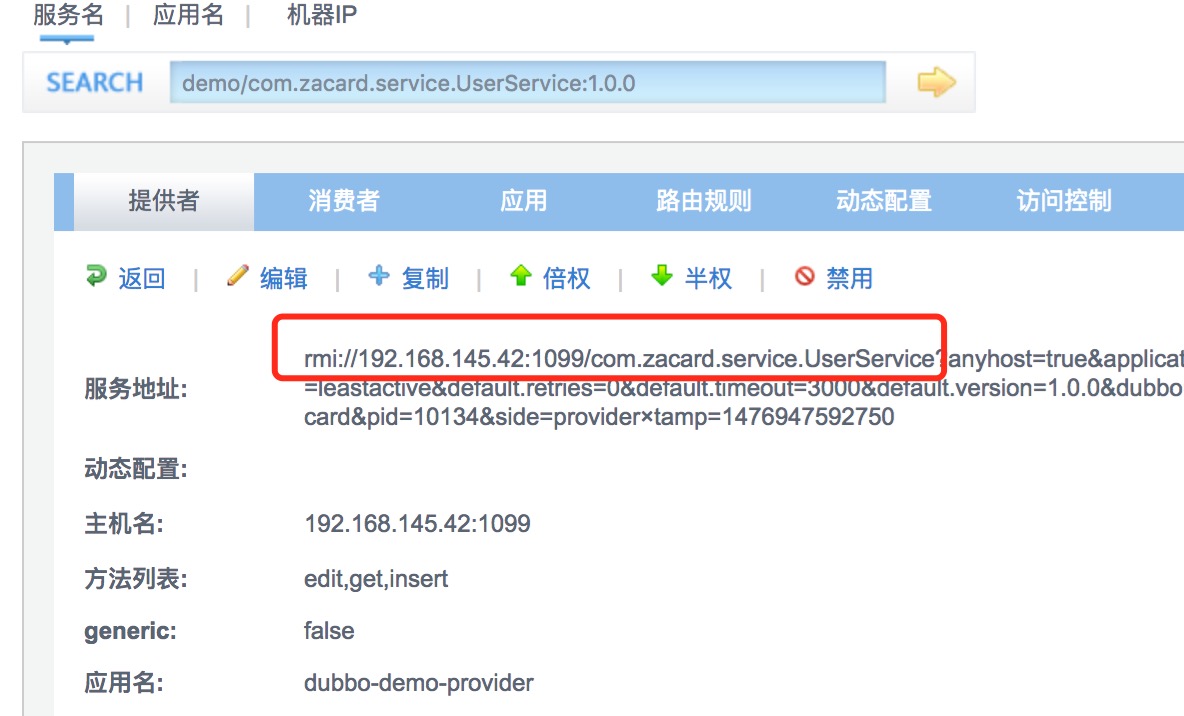 服务名 | 应用名 | 机器IP
SEARCH demo/com.zacard.service.UserService:1.0.0
提供者 消费者 应用 路由规则 动态配置 访问控制
返回 | 编辑 | 复制 | 倍权 | 半权 | 禁用
服务地址:
rmi://192.168.145.42:1099/com.zacard.service.UserService?anyhost=true&applicat
=leastactive&default.retries=0&default.timeout=3000&default.version=1.0.0&dubbo
card&pid=10134&side=provider×tamp=1476947592750
动态配置:
主机名: 192.168.145.42:1099
方法列表: edit,get,insert
generic: false
应用名: dubbo-demo-provider